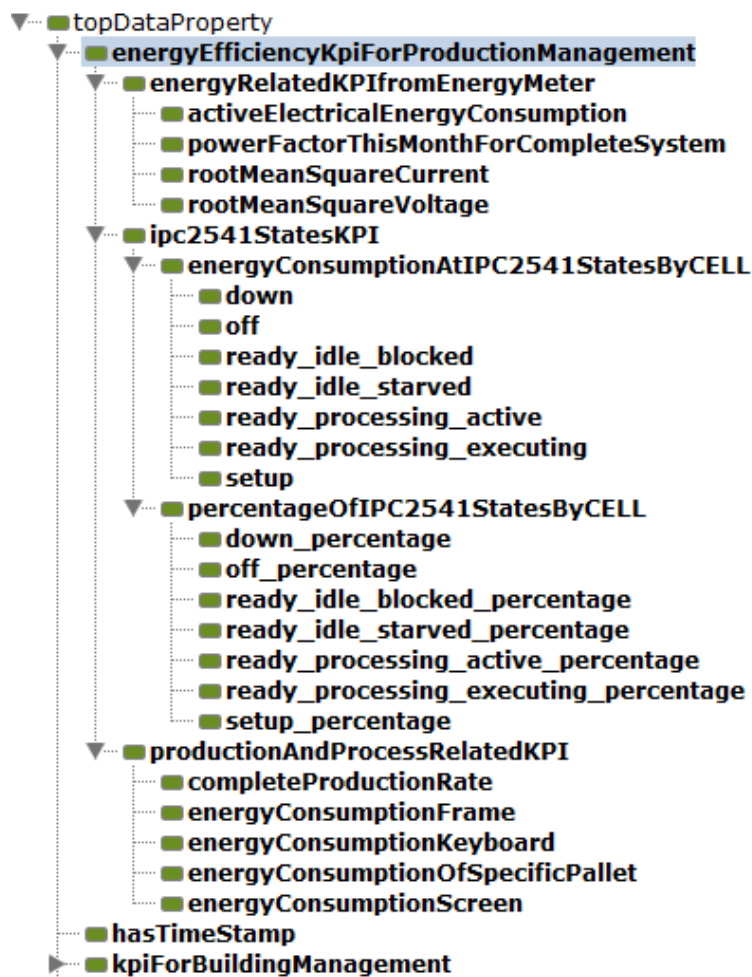 topDataProperty
energyEfficiencyKpiForProductionManagement
energyRelatedKPIfromEnergyMeter
activeElectricalEnergyConsumption
powerFactorThisMonthForCompleteSystem
rootMeanSquareCurrent
rootMeanSquareVoltage
ipc2541StatesKPI
energyConsumptionAtIPC2541StatesByCELL
down
off
ready_idle_blocked
ready_idle_starved
ready_processing_active
ready_processing_executing
setup
percentageOfIPC2541StatesByCELL
down_percentage
off_percentage
ready_idle_blocked_percentage
ready_idle_starved_percentage
ready_processing_active_percentage
ready_processing_executing_percentage
setup_percentage
productionAndProcessRelatedKPI
completeProductionRate
energyConsumptionFrame
energyConsumptionKeyboard
energyConsumptionOfSpecificPallet
energyConsumptionScreen
hasTimeStamp
kpiForBuildingManagement